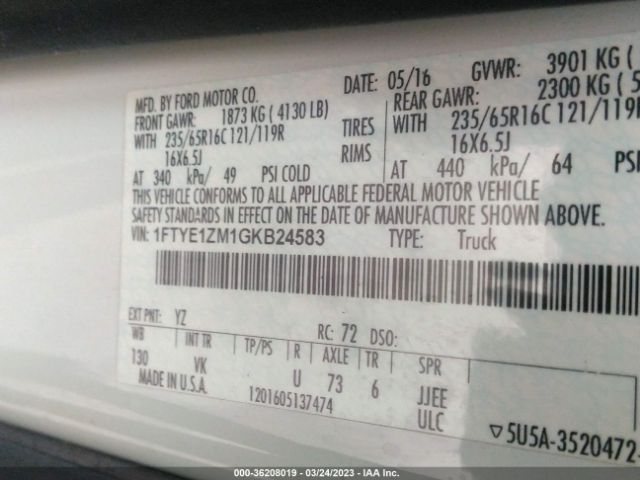 MFD. BY FORD MOTOR CO.
DATE: 05/16 GVWR: 3901 KG (
FRONT GAWR: 1873 KG ( 4130 LB)
REAR GAWR: 2300 KG ( 5
WITH 235/65R16C 121/119R TIRES WITH 235/65R16C 121/119R
16X6.5J RIMS 16X6.5J
AT 340 kPa/ 49 PSI COLD AT 440 kPa/ 64 PSI
THIS VEHICLE CONFORMS TO ALL APPLICABLE FEDERAL MOTOR VEHICLE
SAFETY STANDARDS IN EFFECT ON THE DATE OF MANUFACTURE SHOWN ABOVE.
VIN: 1FTYE1ZM1GKB24583 TYPE: Truck
EXT PNT: YZ RC: 72 DSO:
WB INT TR TP/PS R AXLE TR SPR
130 VK U 73 6 JJEE
MADE IN U.S.A. 1201605137474 ULC
▽5U5A-3520472-
000-36208019 - 03/24/2023 - IAA Inc.